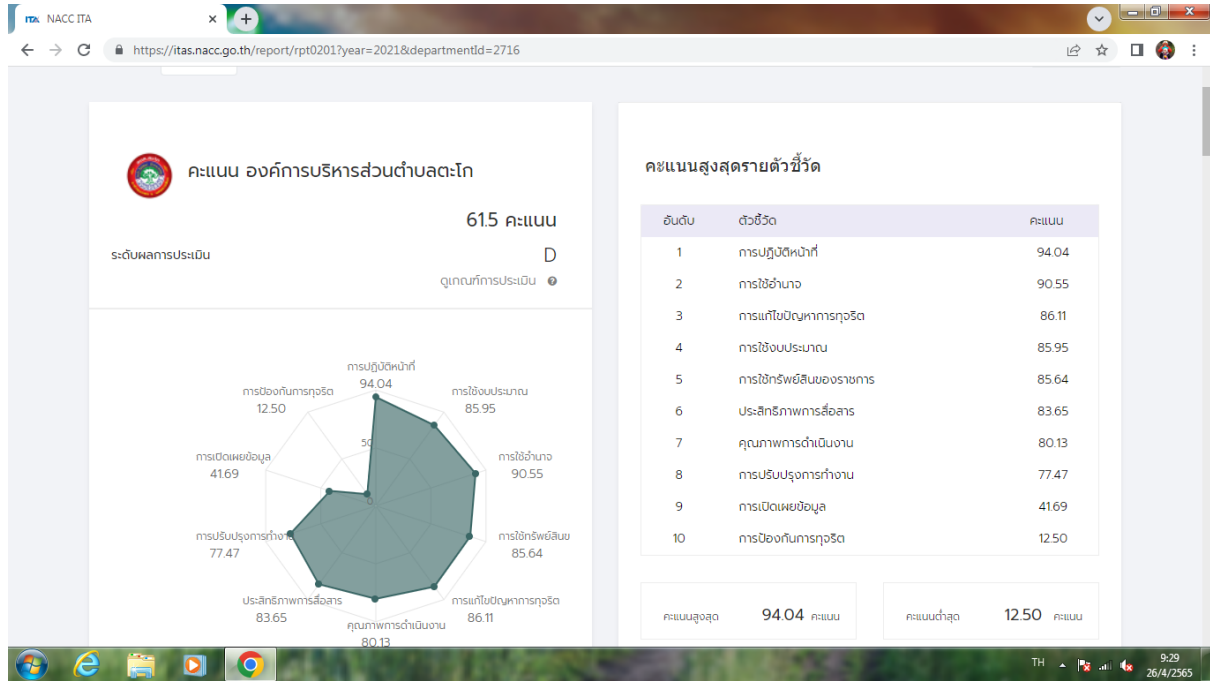 NACC ITA
https://itas.nacc.go.th/report/rpt0201?year=2021&departmentId=2716
คะแนน องค์การบริหารส่วนตำบลตะโก
61.5 คะแนน
ระดับผลการประเมิน D
ดูเกณฑ์การประเมิน
การปฏิบัติหน้าที่
94.04
การป้องกันการทุจริต
12.50
การใช้งบประมาณ
85.95
50
การเปิดเผยข้อมูล
41.69
การใช้อำนาจ
90.55
0
การปรับปรุงการทำงาน
77.47
การใช้ทรัพย์สินข
85.64
ประสิทธิภาพการสื่อสาร
83.65
การแก้ไขปัญหาการทุจริต
86.11
คุณภาพการดำเนินงาน
80.13
คะแนนสูงสุดรายตัวชี้วัด
อันดับ ตัวชี้วัด คะแนน
1 การปฏิบัติหน้าที่ 94.04
2 การใช้อำนาจ 90.55
3 การแก้ไขปัญหาการทุจริต 86.11
4 การใช้งบประมาณ 85.95
5 การใช้ทรัพย์สินของราชการ 85.64
6 ประสิทธิภาพการสื่อสาร 83.65
7 คุณภาพการดำเนินงาน 80.13
8 การปรับปรุงการทำงาน 77.47
9 การเปิดเผยข้อมูล 41.69
10 การป้องกันการทุจริต 12.50
คะแนนสูงสุด 94.04 คะแนน
คะแนนต่ำสุด 12.50 คะแนน
TH 9:29
26/4/2565